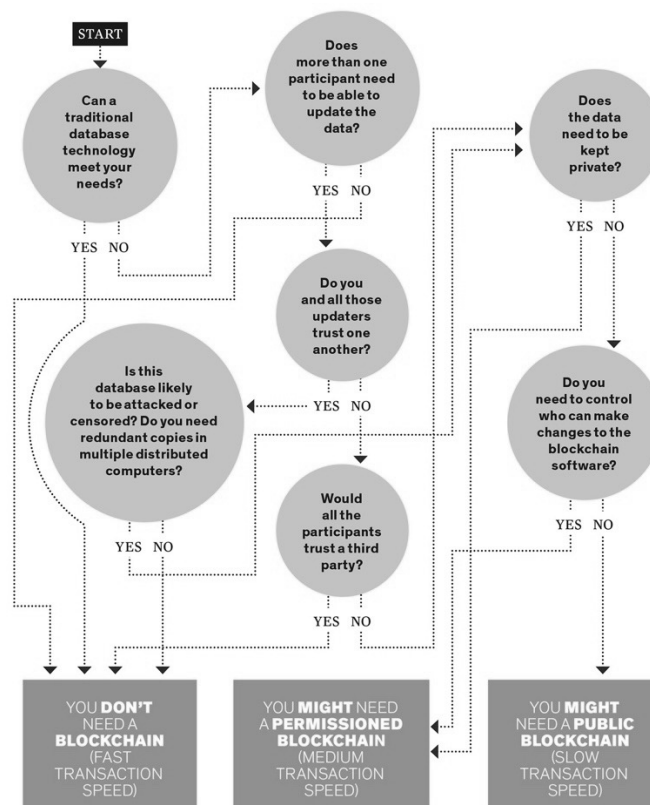 START
Can a
traditional
database
technology
meet your
needs?
YES NO
Does
more than one
participant need
to be able to
update the
data?
YES NO
Does
the data
need to be
kept
private?
YES NO
Do you
and all those
updaters
trust one
another?
YES NO
Is this
database likely
to be attacked or
censored? Do you need
redundant copies in
multiple distributed
computers?
YES NO
Do you
need to control
who can make
changes to the
blockchain
software?
YES NO
Would
all the
participants
trust a third
party?
YES NO
YOU DON'T
NEED A
BLOCKCHAIN
(FAST
TRANSACTION
SPEED)
YOU MIGHT NEED
A PERMISSIONED
BLOCKCHAIN
(MEDIUM
TRANSACTION
SPEED)
YOU MIGHT
NEED A PUBLIC
BLOCKCHAIN
(SLOW
TRANSACTION
SPEED)